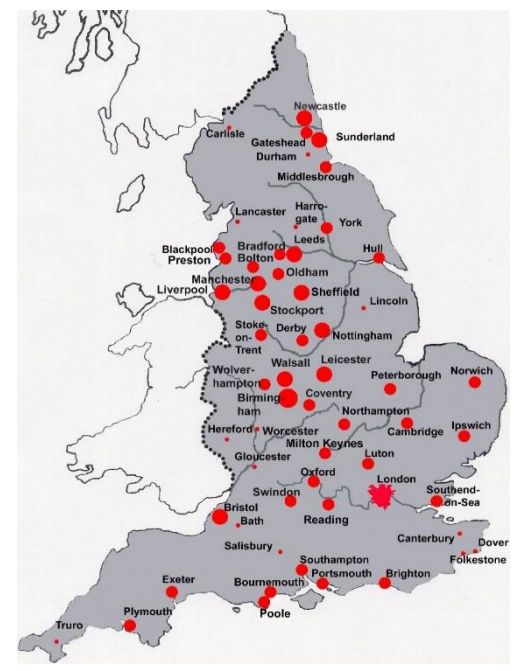 Newcastle
Carlisle
Gateshead
Sunderland
Durham
Middlesbrough
Lancaster
Harro-
gate
York
Blackpool
Bradford
Leeds
Hull
Preston
Bolton
Oldham
Manchester
Liverpool
Sheffield
Lincoln
Stockport
Stoke-
on-
Trent
Derby
Nottingham
Walsall
Leicester
Wolver-
hampton
Peterborough
Norwich
Birming-
ham
Coventry
Northampton
Hereford
Worcester
Cambridge
Ipswich
Milton Keynes
Gloucester
Luton
Oxford
London
Swindon
Southend-
on-Sea
Bristol
Reading
Bath
Canterbury
Dover
Salisbury
Folkestone
Southampton
Exeter
Bournemouth
Portsmouth
Brighton
Poole
Truro
Plymouth